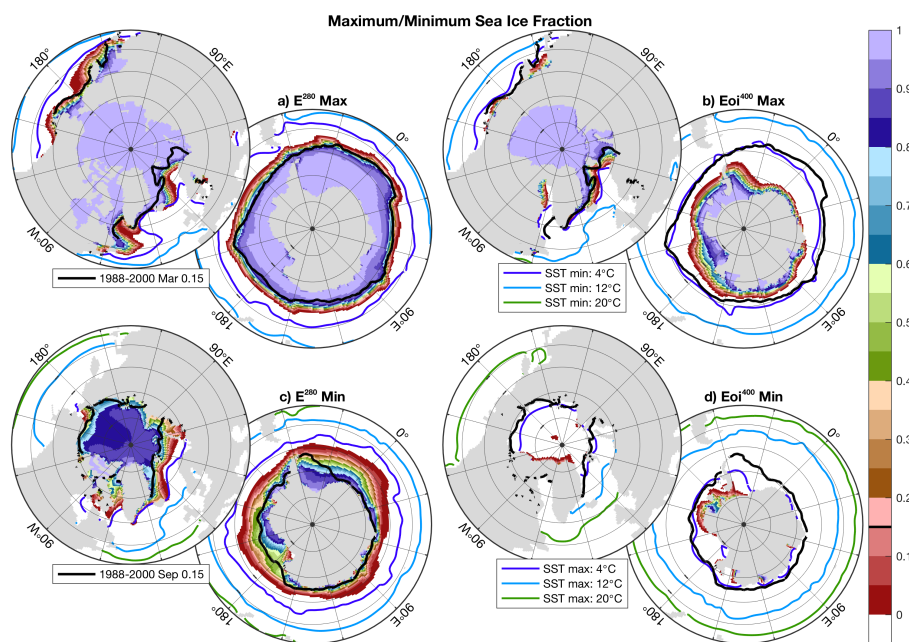 Maximum/Minimum Sea Ice Fraction
180°
90°E
90°W
a) E²⁸⁰ Max
0°
90°E
180°
1988-2000 Mar 0.15
180°
90°E
90°W
b) Eoi⁴⁰⁰ Max
0°
90°E
180°
SST min: 4°C
SST min: 12°C
SST min: 20°C
180°
90°E
90°W
c) E²⁸⁰ Min
0°
90°E
180°
1988-2000 Sep 0.15
180°
90°E
90°W
d) Eoi⁴⁰⁰ Min
0°
90°E
180°
SST max: 4°C
SST max: 12°C
SST max: 20°C
1
0.9
0.8
0.7
0.6
0.5
0.4
0.3
0.2
0.1
0